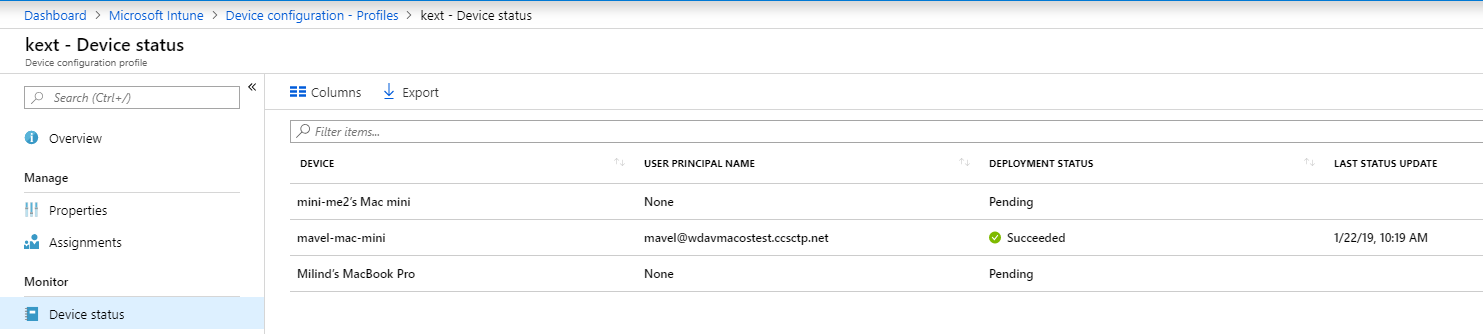 Dashboard > Microsoft Intune > Device configuration - Profiles > kext - Device status
kext - Device status
Device configuration profile
«
Search (Ctrl+/)
Overview
Manage
Properties
Assignments
Monitor
Device status
Columns Export
Filter items...
DEVICE USER PRINCIPAL NAME DEPLOYMENT STATUS LAST STATUS UPDATE
mini-me2's Mac mini None Pending
mavel-mac-mini mavel@wdavmacostest.ccsctp.net Succeeded 1/22/19, 10:19 AM
Milind's MacBook Pro None Pending